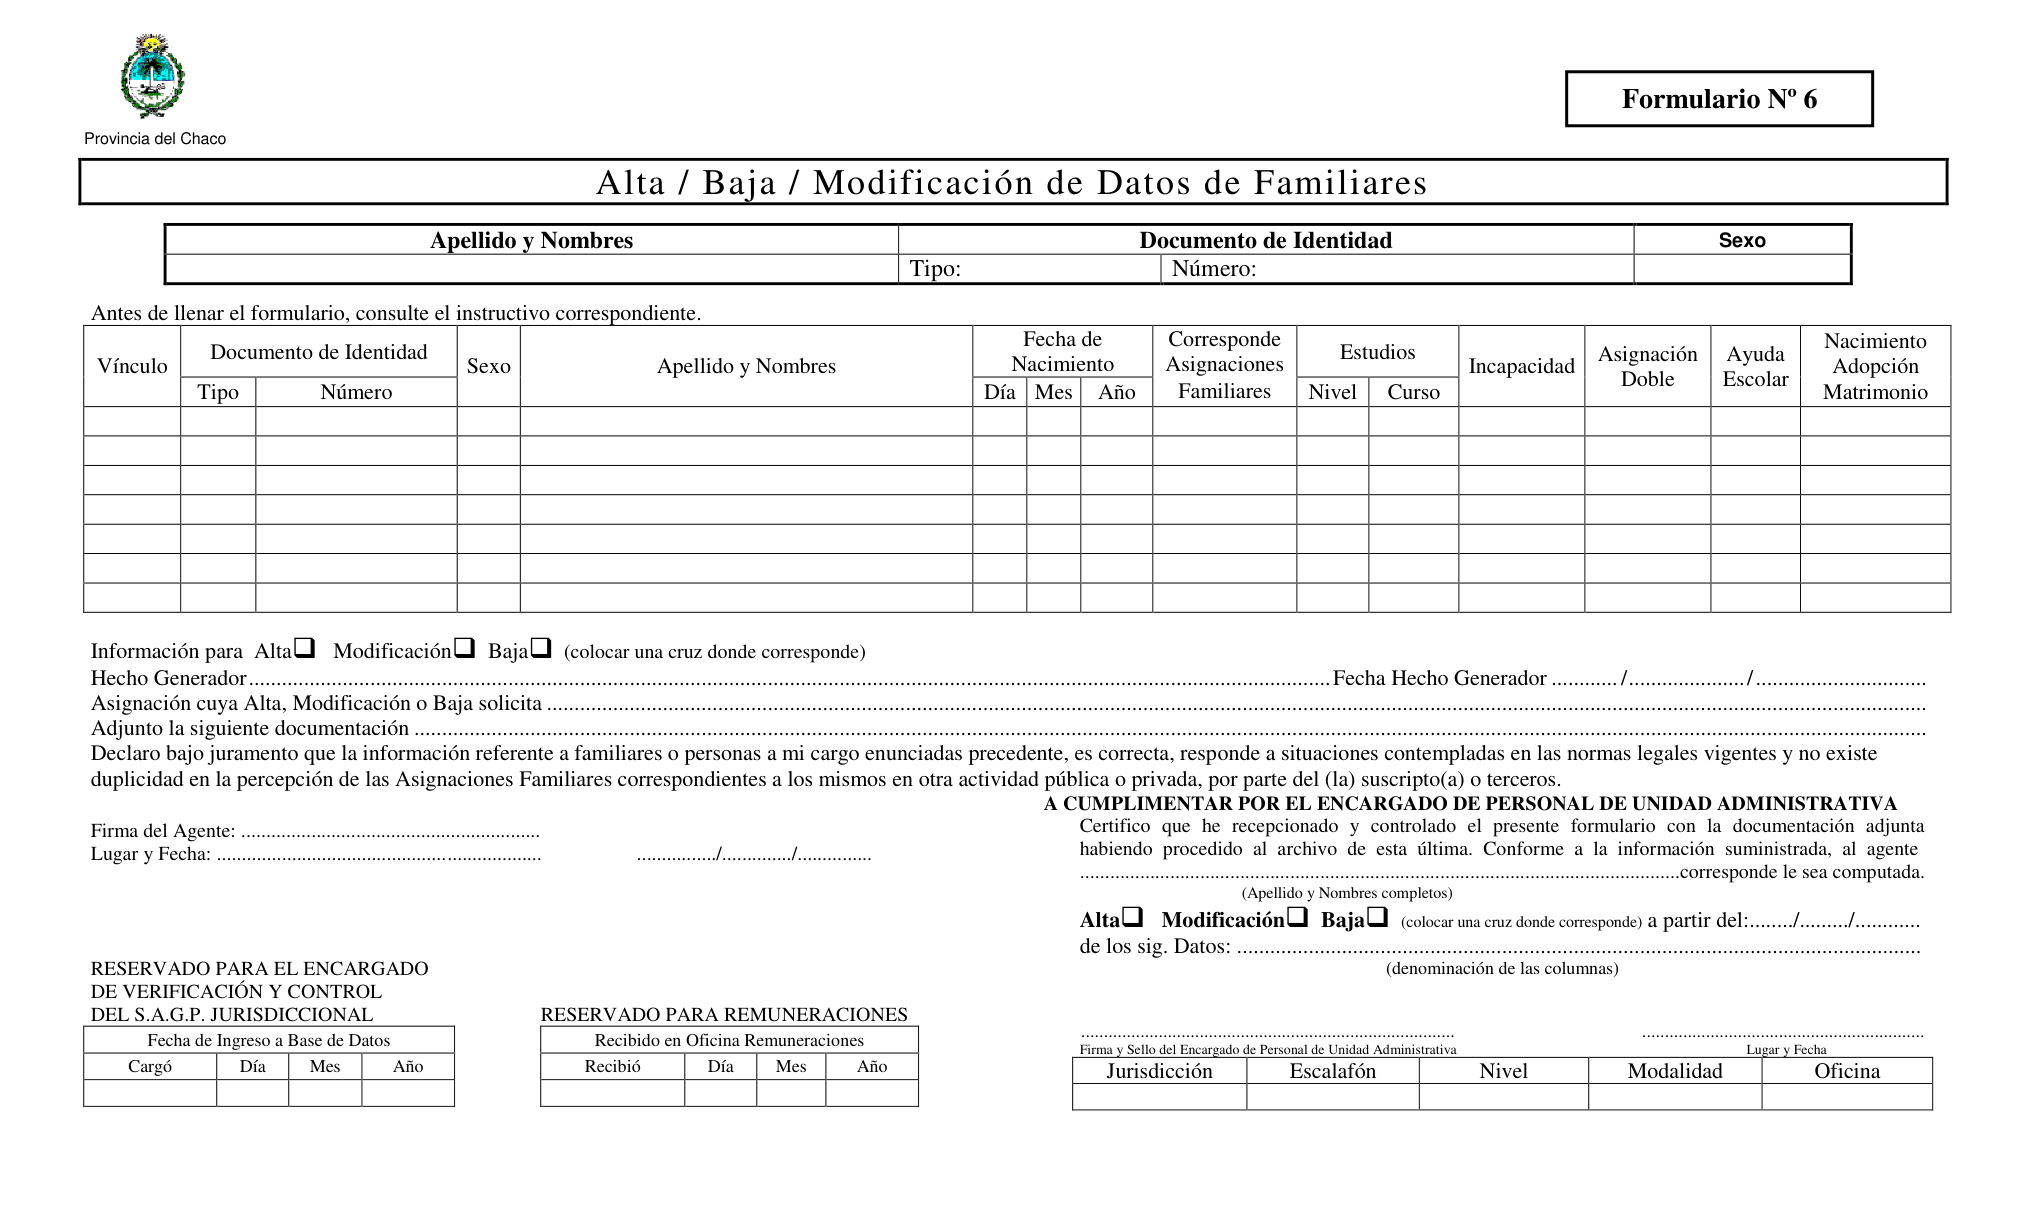 Provincia del Chaco
Formulario Nº 6
Alta / Baja / Modificación de Datos de Familiares
Apellido y Nombres Documento de Identidad Sexo
Tipo: Número:
Antes de llenar el formulario, consulte el instructivo correspondiente.
Vínculo Documento de Identidad Sexo Apellido y Nombres Fecha de Nacimiento Corresponde Asignaciones Familiares Estudios Incapacidad Asignación Doble Ayuda Escolar Nacimiento Adopción Matrimonio
Tipo Número Día Mes Año Nivel Curso
Información para Alta❑ Modificación❑ Baja❑ (colocar una cruz donde corresponde)
Hecho Generador..........Fecha Hecho Generador ............/...................../...............................
Asignación cuya Alta, Modificación o Baja solicita ..........
Adjunto la siguiente documentación ..........
Declaro bajo juramento que la información referente a familiares o personas a mi cargo enunciadas precedente, es correcta, responde a situaciones contempladas en las normas legales vigentes y no existe
duplicidad en la percepción de las Asignaciones Familiares correspondientes a los mismos en otra actividad pública o privada, por parte del (la) suscripto(a) o terceros.
A CUMPLIMENTAR POR EL ENCARGADO DE PERSONAL DE UNIDAD ADMINISTRATIVA
Firma del Agente: ..........
Lugar y Fecha: .......... ................/............../...............
Certifico que he recepcionado y controlado el presente formulario con la documentación adjunta
habiendo procedido al archivo de esta última. Conforme a la información suministrada, al agente
..........corresponde le sea computada.
(Apellido y Nombres completos)
Alta❑ Modificación❑ Baja❑ (colocar una cruz donde corresponde) a partir del:......../........./............
de los sig. Datos: ..........
(denominación de las columnas)
RESERVADO PARA EL ENCARGADO
DE VERIFICACIÓN Y CONTROL
DEL S.A.G.P. JURISDICCIONAL
Fecha de Ingreso a Base de Datos
Cargó Día Mes Año
RESERVADO PARA REMUNERACIONES
Recibido en Oficina Remuneraciones
Recibió Día Mes Año
Firma y Sello del Encargado de Personal de Unidad Administrativa Lugar y Fecha
Jurisdicción Escalafón Nivel Modalidad Oficina